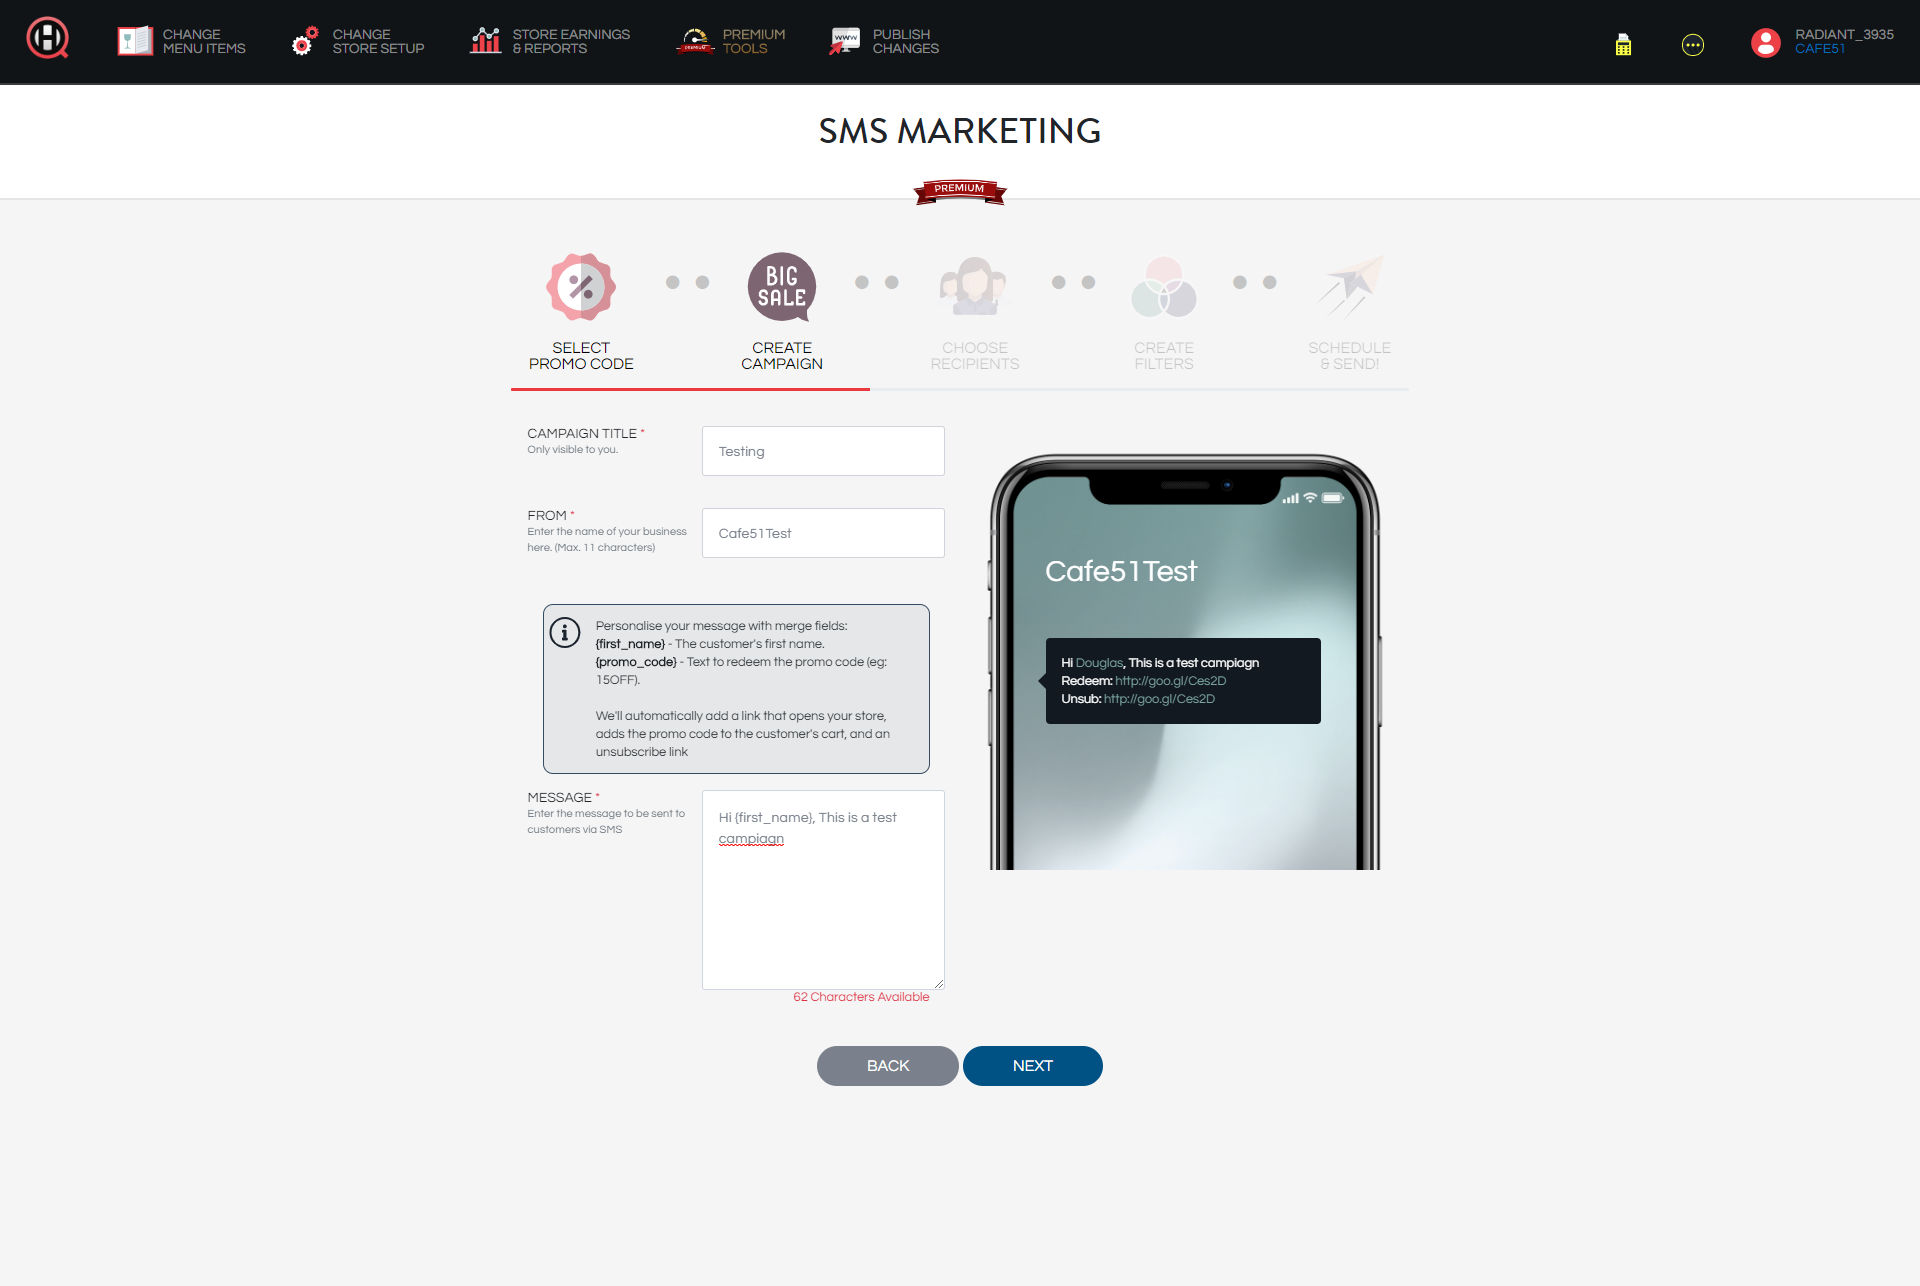 CHANGE
MENU ITEMS
CHANGE
STORE SETUP
STORE EARNINGS
& REPORTS
PREMIUM
PREMIUM
TOOLS
WWW
PUBLISH
CHANGES
RADIANT_3935
CAFE51
SMS MARKETING
PREMIUM
BIG
SALE
SELECT
PROMO CODE
CREATE
CAMPAIGN
CHOOSE
RECIPIENTS
CREATE
FILTERS
SCHEDULE
& SEND!
CAMPAIGN TITLE *
Only visible to you.
Testing
FROM *
Enter the name of your business
here. (Max. 11 characters)
Cafe51Test
Personalise your message with merge fields:
{first_name} - The customer's first name.
{promo_code} - Text to redeem the promo code (eg:
15OFF).
We'll automatically add a link that opens your store,
adds the promo code to the customer's cart, and an
unsubscribe link
MESSAGE *
Enter the message to be sent to
customers via SMS
Hi {first_name}, This is a test
campiagn
62 Characters Available
Cafe51Test
Hi Douglas, This is a test campiagn
Redeem: http://goo.gl/Ces2D
Unsub: http://goo.gl/Ces2D
BACK
NEXT